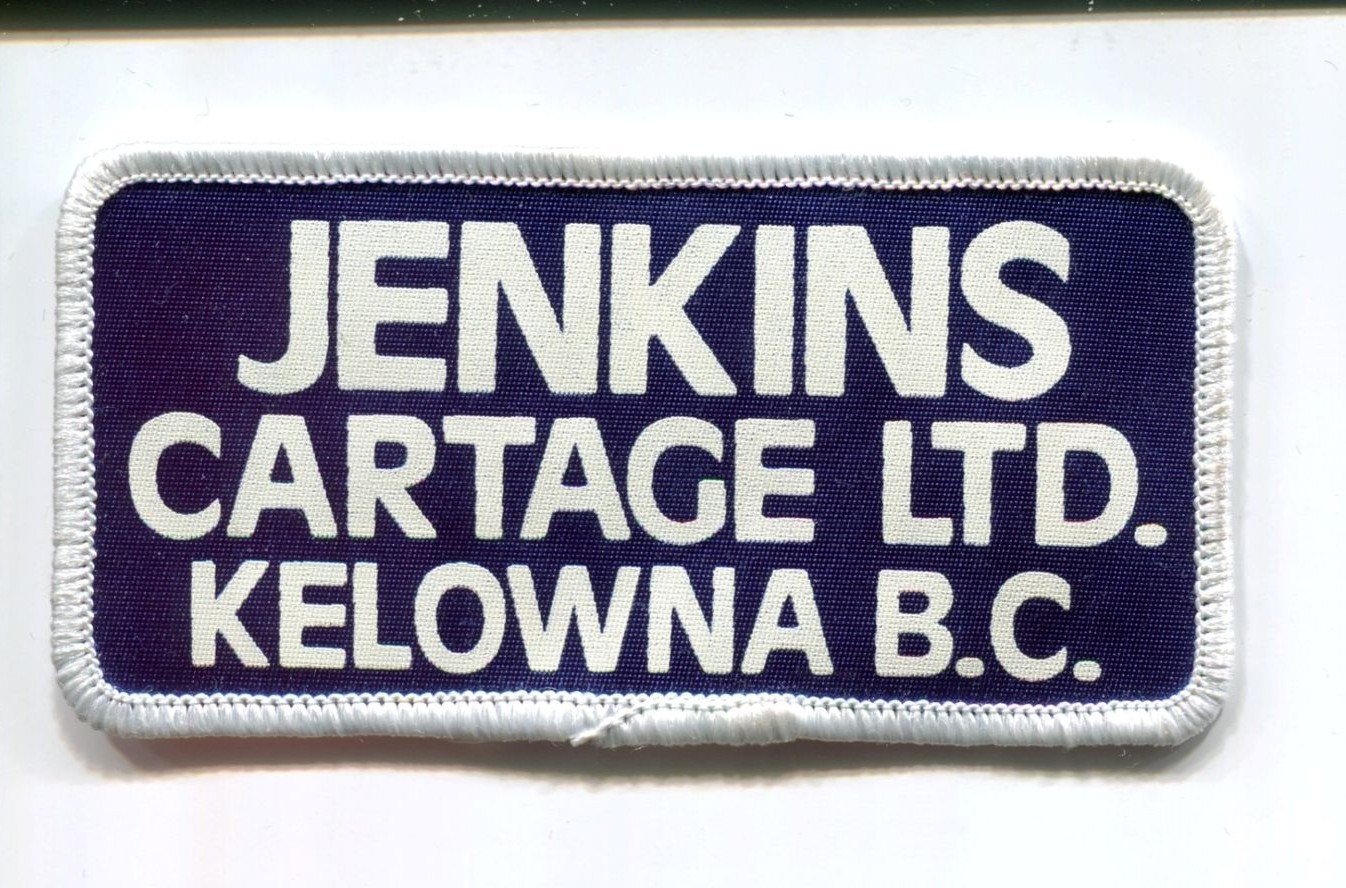 JENKINS
CARTAGE LTD.
KELOWNA B.C.